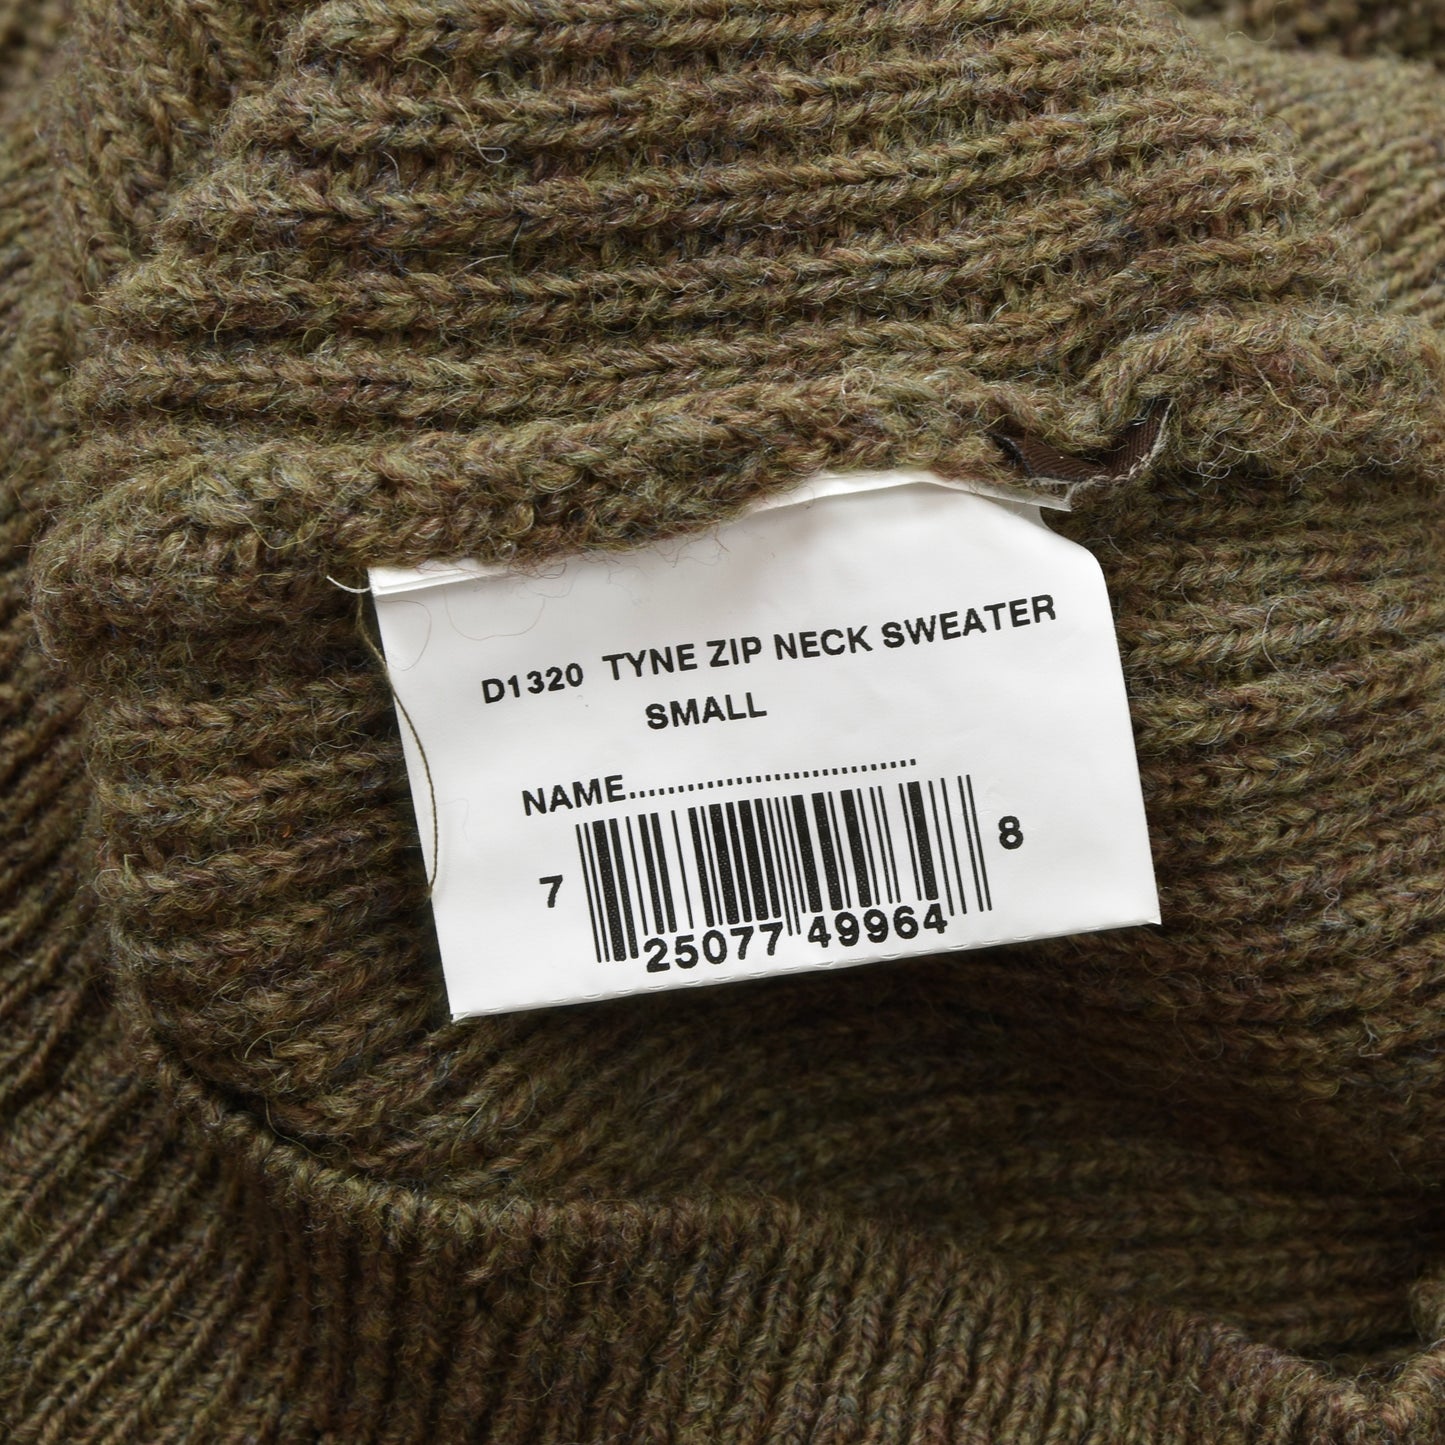 D1320 TYNE ZIP NECK SWEATER
SMALL
NAME..............................
7 25077 49964 8